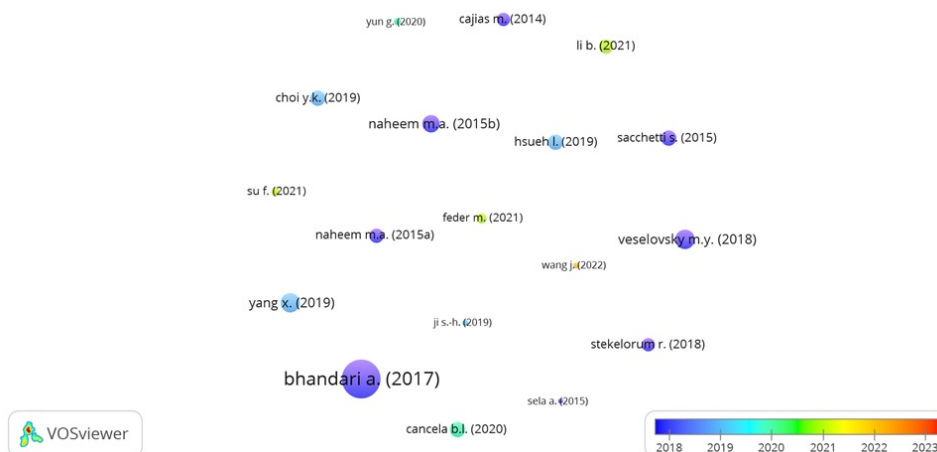 yun g. (2020)
cajias m. (2014)
li b. (2021)
choi y.k. (2019)
naheem m.a. (2015b)
hsueh l. (2019)
sacchetti s. (2015)
su f. (2021)
feder m. (2021)
naheem m.a. (2015a)
veselovsky m.y. (2018)
wang j. (2022)
yang x. (2019)
ji s.-h. (2019)
stekelorum r. (2018)
bhandari a. (2017)
sela a. (2015)
cancela b.l. (2020)
VOSviewer
2018 2019 2020 2021 2022 2023